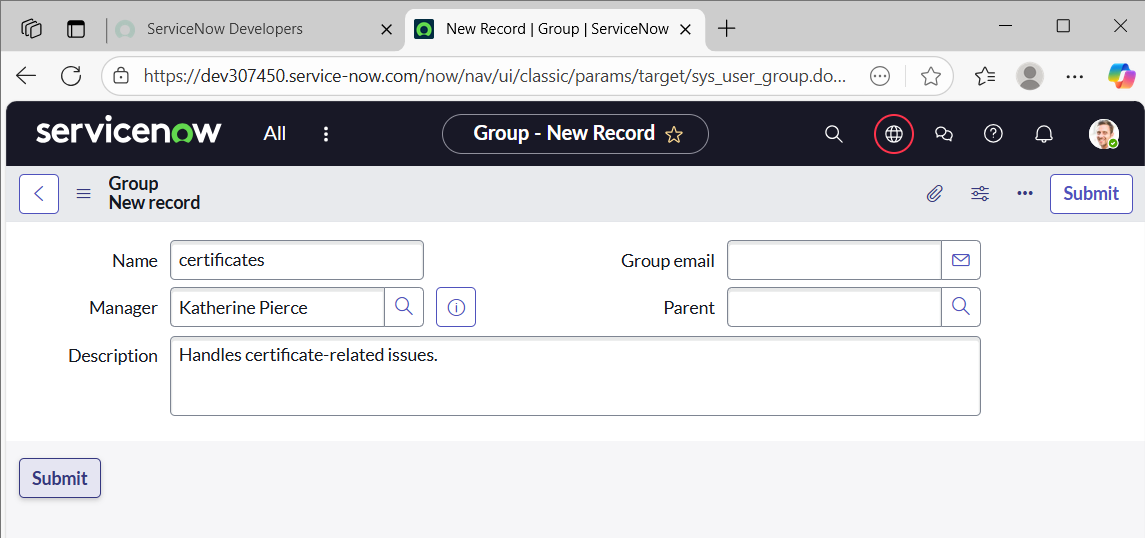 ServiceNow Developers
New Record | Group | ServiceNow
https://dev307450.service-now.com/now/nav/ui/classic/params/target/sys_user_group.do...
servicenow All Group - New Record
Group
New record
Submit
Name certificates Group email
Manager Katherine Pierce Parent
Description Handles certificate-related issues.
Submit